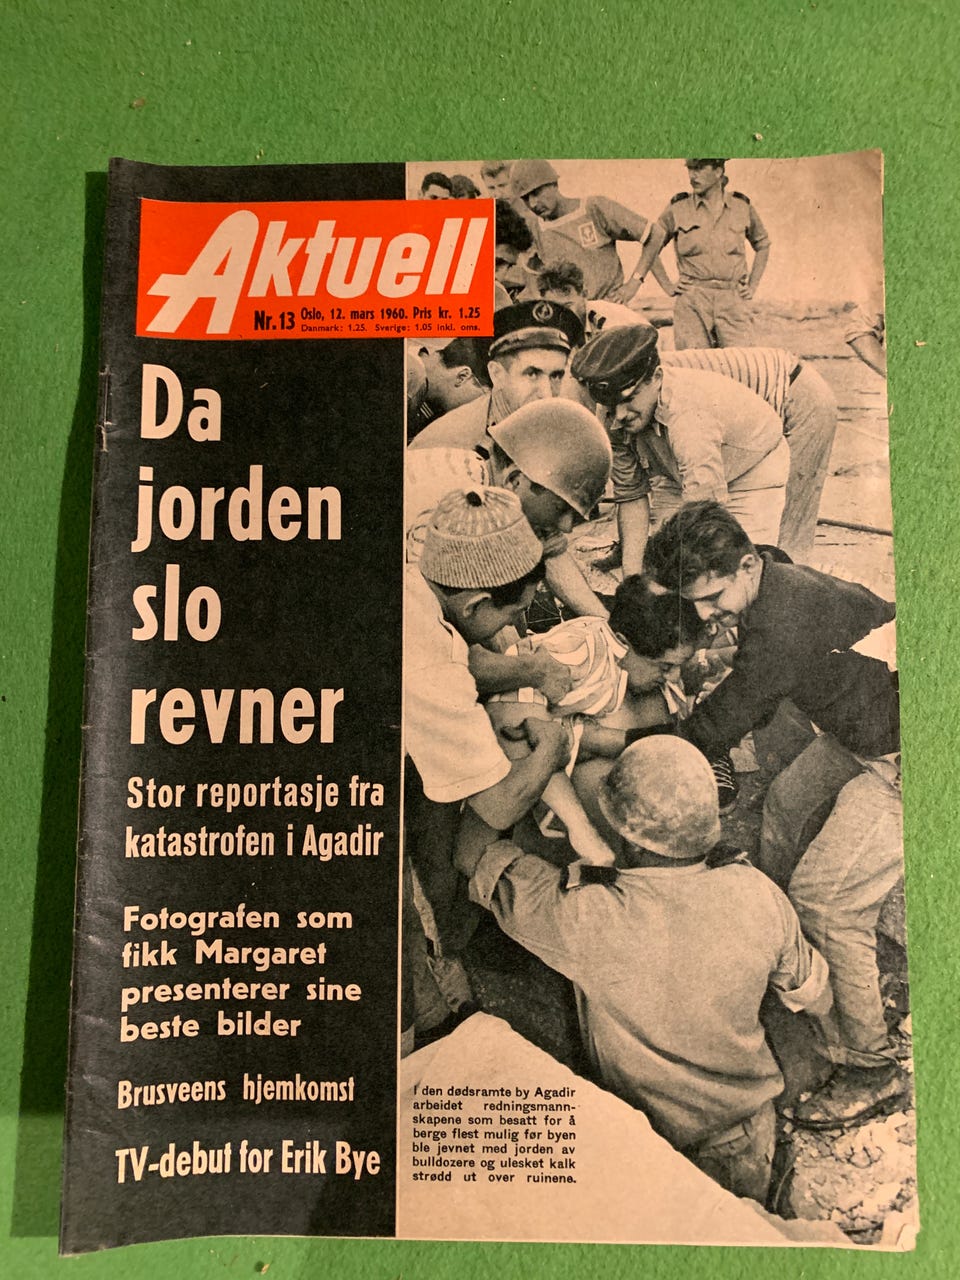 Aktuell
Nr.13 Oslo, 12. mars 1960. Pris kr. 1.25
Danmark: 1.25. Sverige: 1.05 inkl. oms.
Da
jorden
slo
revner
Stor reportasje fra
katastrofen i Agadir
Fotografen som
fikk Margaret
presenterer sine
beste bilder
Brusveens hjemkomst
TV-debut for Erik Bye
I den dødsramte by Agadir
arbeidet redningsmann-
skapene som besatt for å
berge flest mulig før byen
ble jevnet med jorden av
bulldozere og ulesket kalk
strødd ut over ruinene.